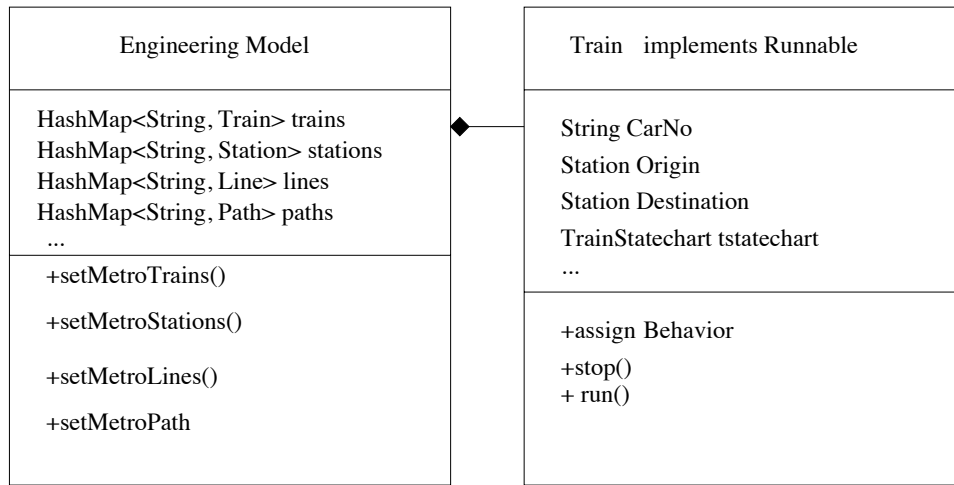 Engineering Model
HashMap<String, Train> trains
HashMap<String, Station> stations
HashMap<String, Line> lines
HashMap<String, Path> paths
...
+setMetroTrains()
+setMetroStations()
+setMetroLines()
+setMetroPath
Train implements Runnable
String CarNo
Station Origin
Station Destination
TrainStatechart tstatechart
...
+assign Behavior
+stop()
+ run()